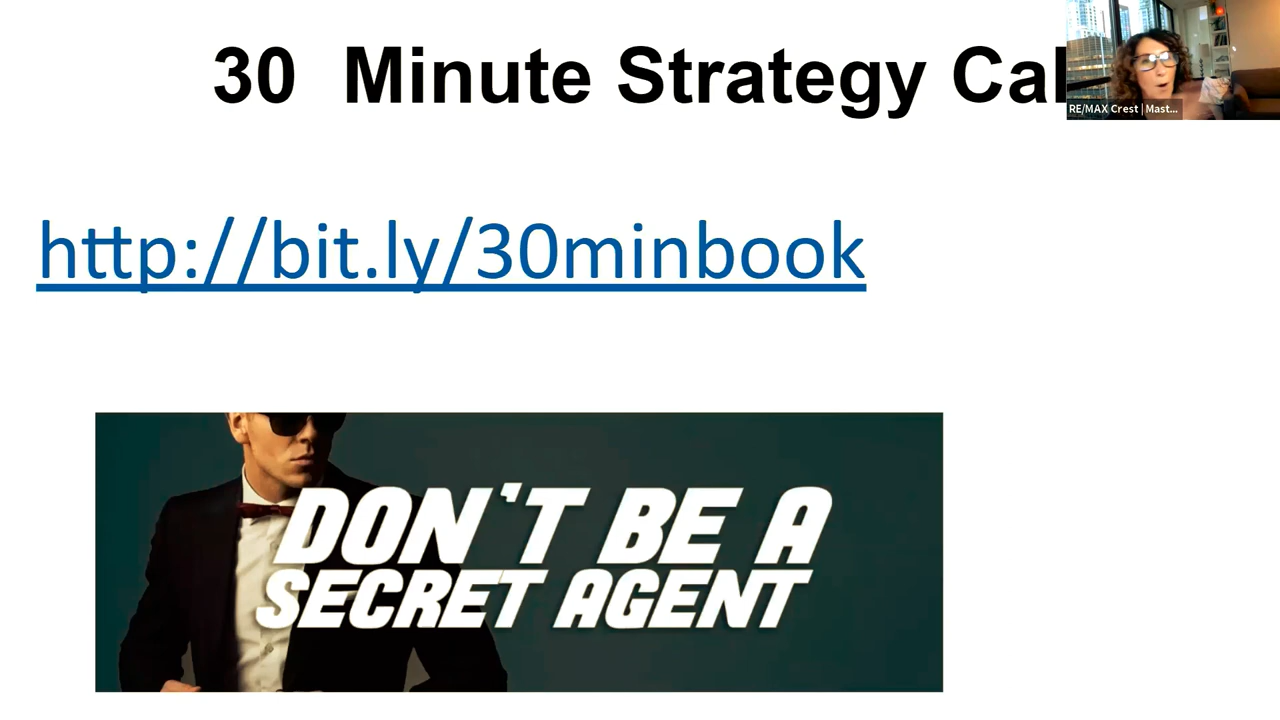 30 Minute Strategy Cal
RE/MAX Crest | Mast...
http://bit.ly/30minbook
DON'T BE A
SECRET AGENT